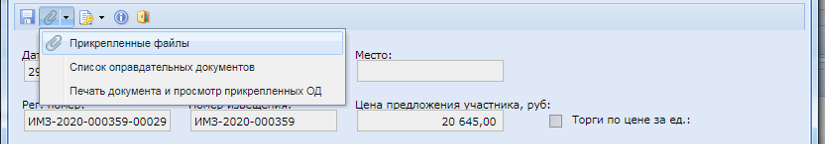 Прикрепленные файлы
Место:
29
Список оправдательных документов
Печать документа и просмотр прикрепленных ОД
Рег. номер: Номер извещения: Цена предложения участника, руб:
ИМЗ-2020-000359-00029 ИМЗ-2020-000359 20 645,00 Торги по цене за ед.: